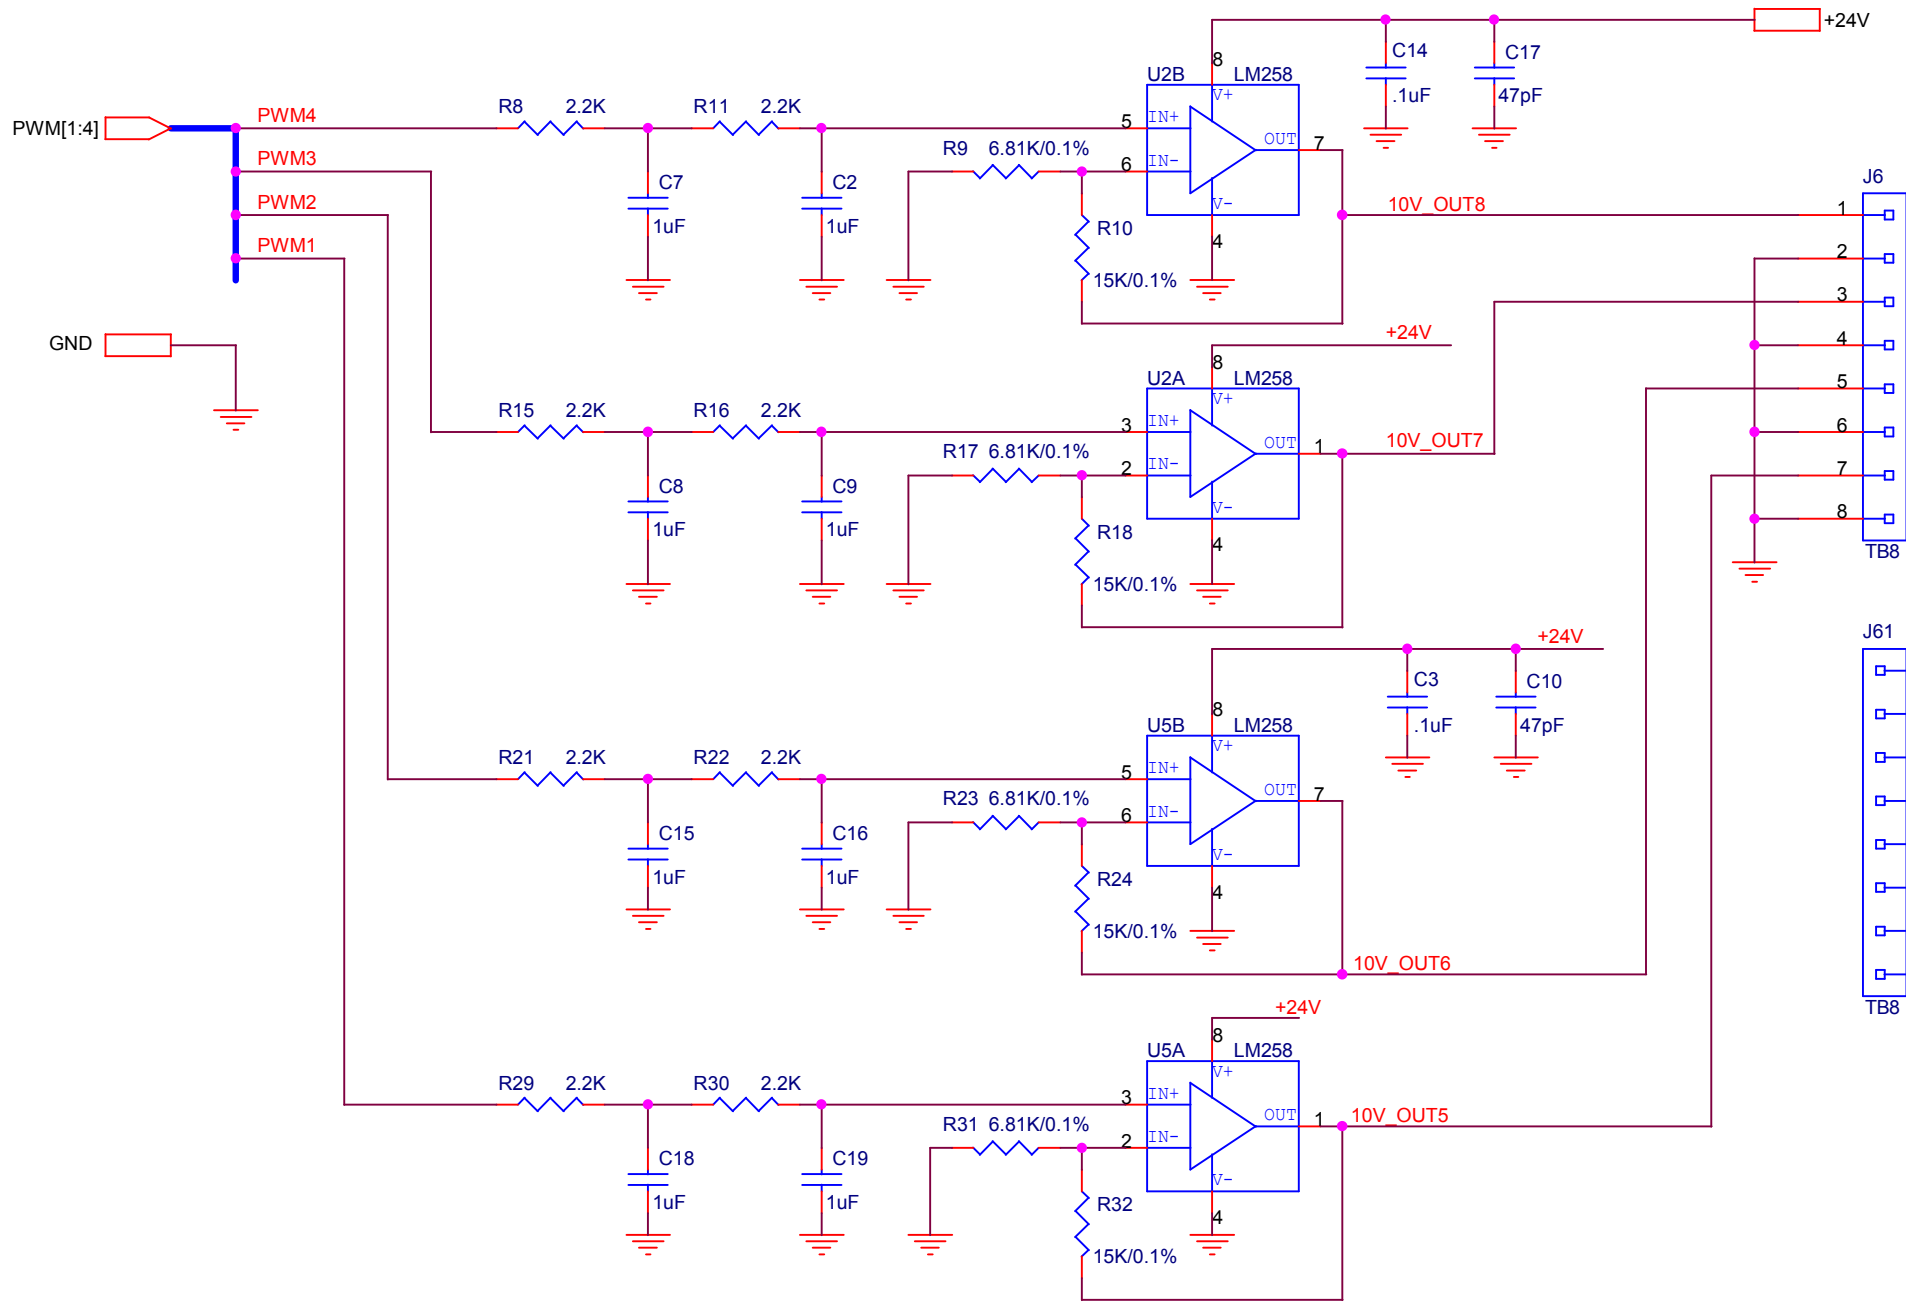 +24V
C14
C17
.1uF
47pF
8
U2B
LM258
V+
PWM[1:4]
PWM4
R8
2.2K
R11
2.2K
5
IN+
OUT
7
PWM3
R9
6.81K/0.1%
6
IN-
C7
C2
J6
PWM2
1uF
1uF
V-
10V_OUT8
1
R10
4
PWM1
2
15K/0.1%
3
GND
+24V
4
8
U2A
LM258
V+
5
R15
2.2K
R16
2.2K
3
IN+
6
OUT
1
10V_OUT7
R17
6.81K/0.1%
2
IN-
7
C8
C9
V-
8
1uF
1uF
R18
4
TB8
15K/0.1%
+24V
J61
C3
C10
8
U5B
LM258
.1uF
47pF
V+
R21
2.2K
R22
2.2K
5
IN+
OUT
7
R23
6.81K/0.1%
6
IN-
C15
C16
V-
1uF
1uF
R24
4
15K/0.1%
10V_OUT6
+24V
TB8
8
U5A
LM258
V+
R29
2.2K
R30
2.2K
3
IN+
OUT
1
10V_OUT5
R31
6.81K/0.1%
2
IN-
C18
C19
V-
1uF
1uF
R32
4
15K/0.1%